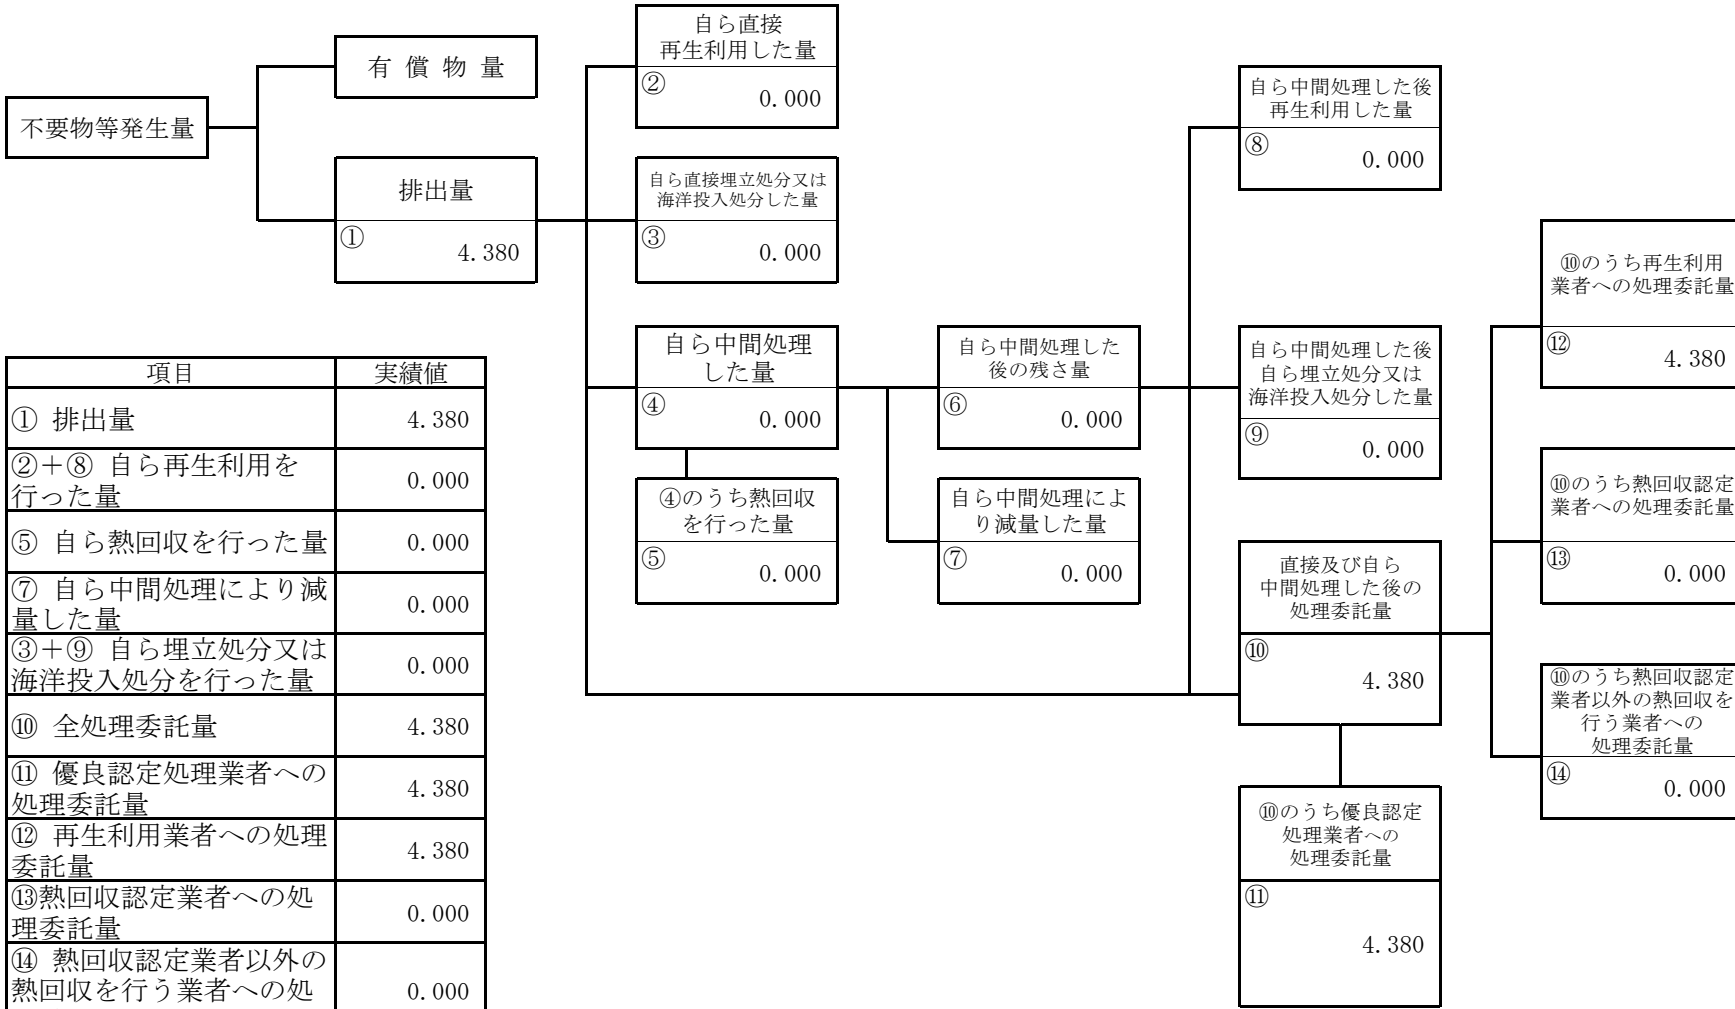 不要物等発生量
有 償 物 量
排出量
①
4.380
自ら直接
再生利用した量
②
0.000
自ら直接埋立処分又は
海洋投入処分した量
③
0.000
自ら中間処理
した量
④
0.000
④のうち熱回収
を行った量
⑤
0.000
自ら中間処理した
後の残さ量
⑥
0.000
自ら中間処理によ
り減量した量
⑦
0.000
自ら中間処理した後
再生利用した量
⑧
0.000
自ら中間処理した後
自ら埋立処分又は
海洋投入処分した量
⑨
0.000
直接及び自ら
中間処理した後の
処理委託量
⑩
4.380
⑩のうち優良認定
処理業者への
処理委託量
⑪
4.380
⑩のうち再生利用
業者への処理委託量
⑫
4.380
⑩のうち熱回収認定
業者への処理委託量
⑬
0.000
⑩のうち熱回収認定
業者以外の熱回収を
行う業者への
処理委託量
⑭
0.000
項目 実績値
① 排出量 4.380
②+⑧ 自ら再生利用を
行った量 0.000
⑤ 自ら熱回収を行った量 0.000
⑦ 自ら中間処理により減
量した量 0.000
③+⑨ 自ら埋立処分又は
海洋投入処分を行った量 0.000
⑩ 全処理委託量 4.380
⑪ 優良認定処理業者への
処理委託量 4.380
⑫ 再生利用業者への処理
委託量 4.380
⑬熱回収認定業者への処
理委託量 0.000
⑭ 熱回収認定業者以外の
熱回収を行う業者への処 0.000